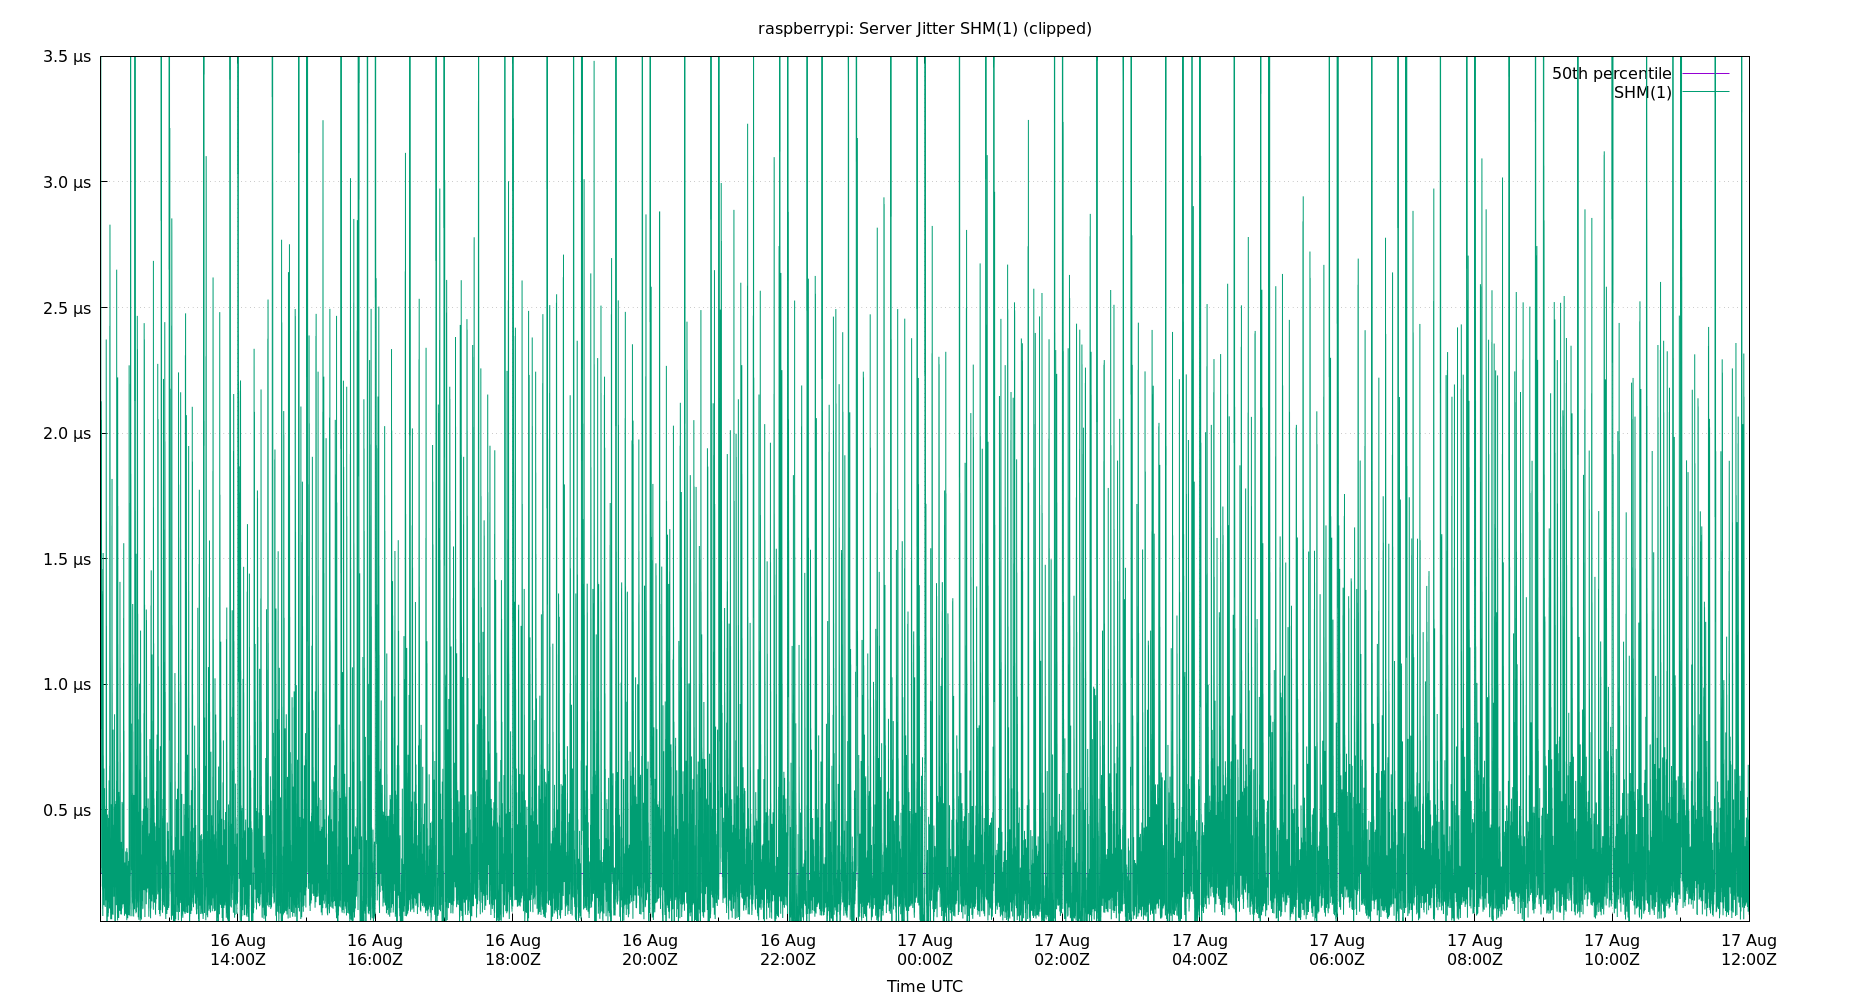 raspberrypi: Server Jitter SHM(1) (clipped)
3.5 µs
3.0 µs
2.5 µs
2.0 µs
1.5 µs
1.0 µs
0.5 µs
50th percentile
SHM(1)
16 Aug 16 Aug 16 Aug 16 Aug 16 Aug 17 Aug 17 Aug 17 Aug 17 Aug 17 Aug 17 Aug 17 Aug
14:00Z 16:00Z 18:00Z 20:00Z 22:00Z 00:00Z 02:00Z 04:00Z 06:00Z 08:00Z 10:00Z 12:00Z
Time UTC